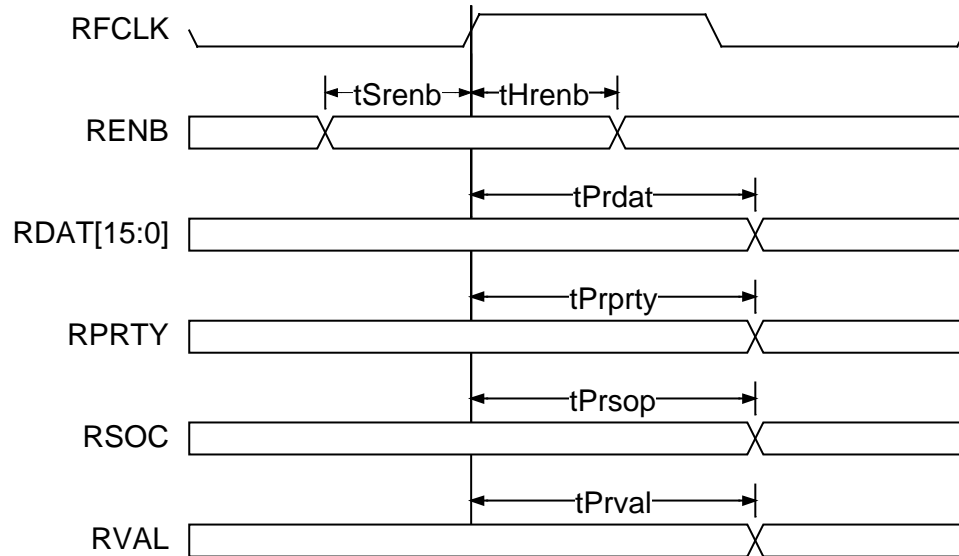 RFCLK
tSrenb tHrenb
RENB
tPrdat
RDAT[15:0]
tPrprty
RPRTY
tPrsop
RSOC
tPrval
RVAL